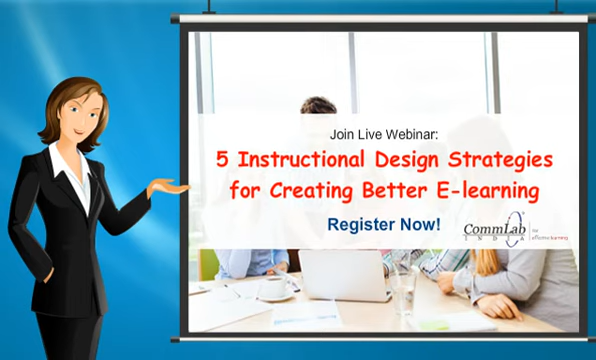 Join Live Webinar:
5 Instructional Design Strategies
for Creating Better E-learning
Register Now!
CommLab
INDIA
for
effective learning